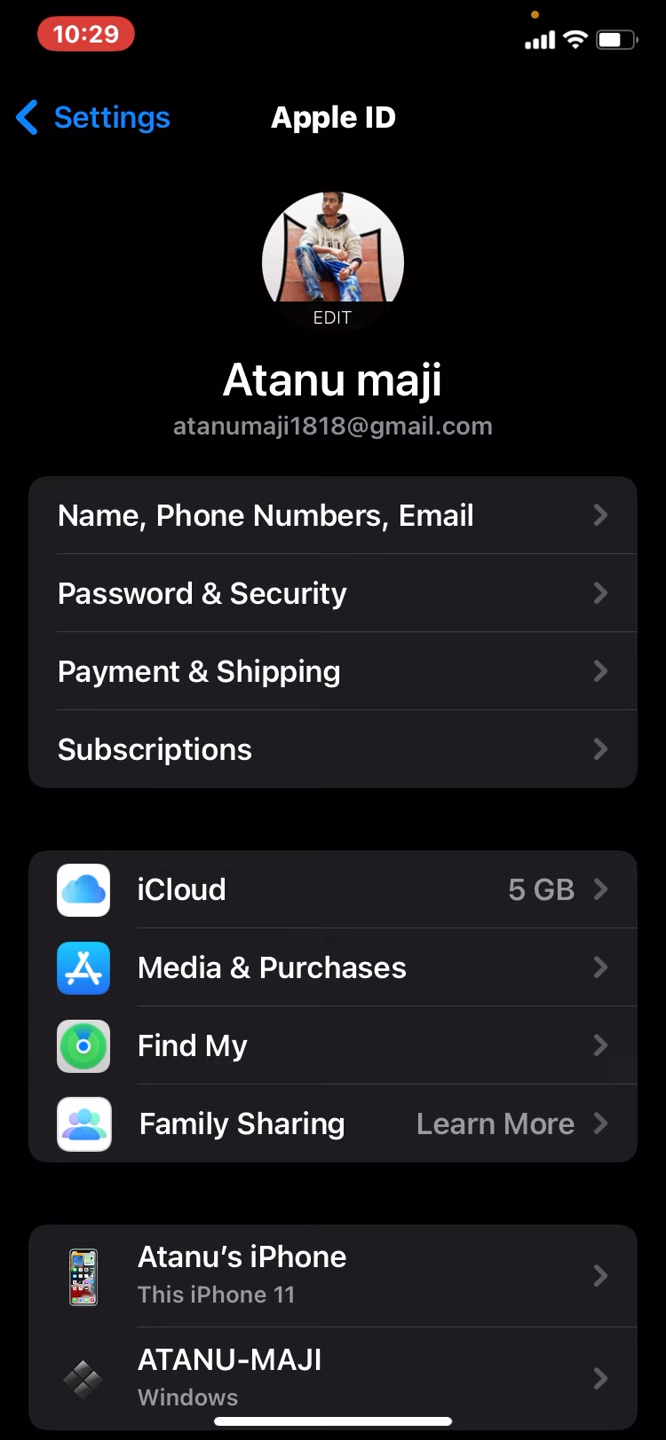 10:29
Settings
Apple ID
EDIT
Atanu maji
atanumaji1818@gmail.com
Name, Phone Numbers, Email
Password & Security
Payment & Shipping
Subscriptions
iCloud 5 GB
Media & Purchases
Find My
Family Sharing Learn More
Atanu’s iPhone
This iPhone 11
ATANU-MAJI
Windows